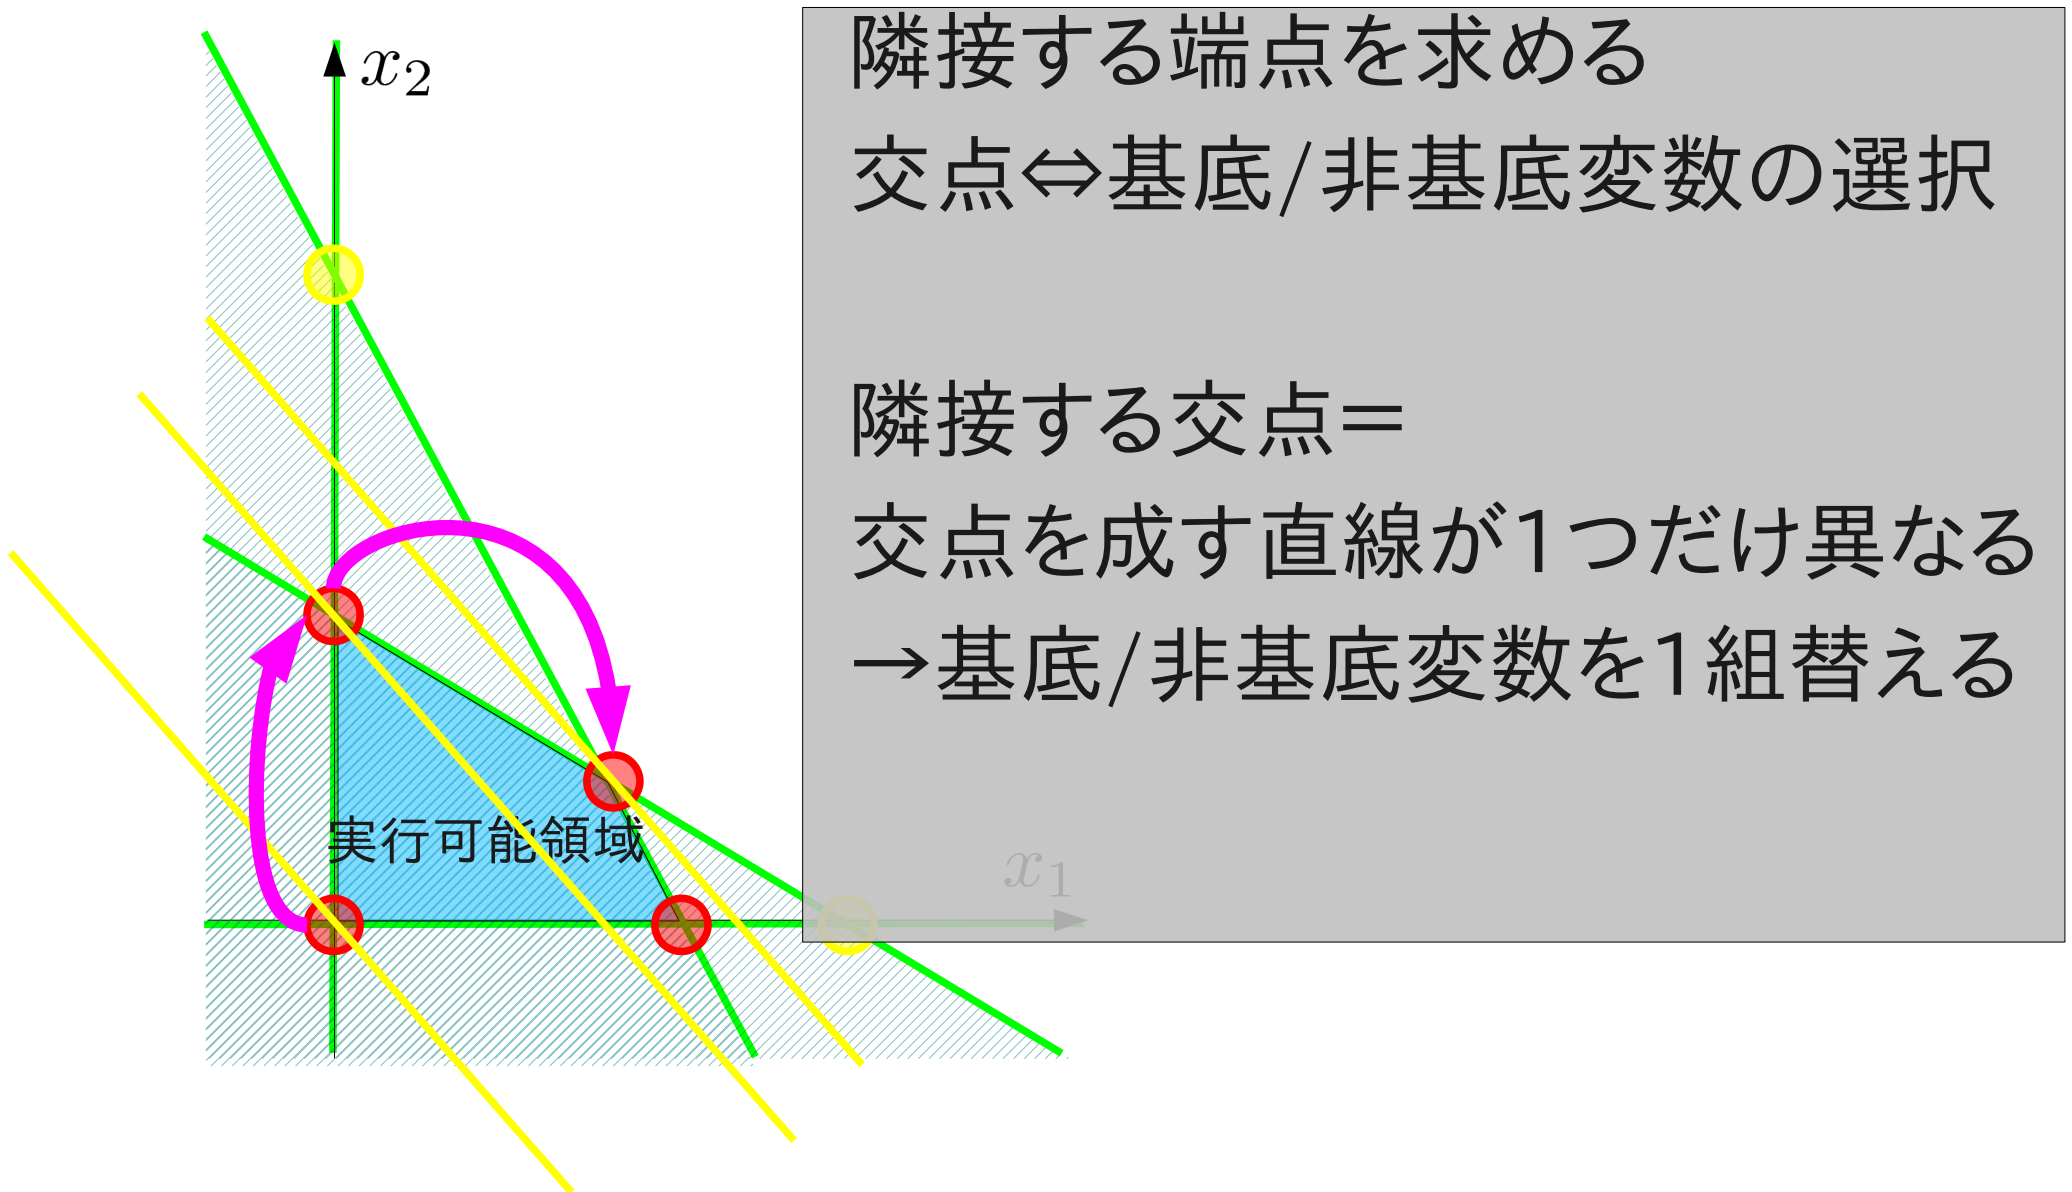 隣接する端点を求める
交点⇔基底/非基底変数の選択
隣接する交点＝
交点を成す直線が1つだけ異なる
→基底/非基底変数を1組替える
x₂
実行可能領域
x₁